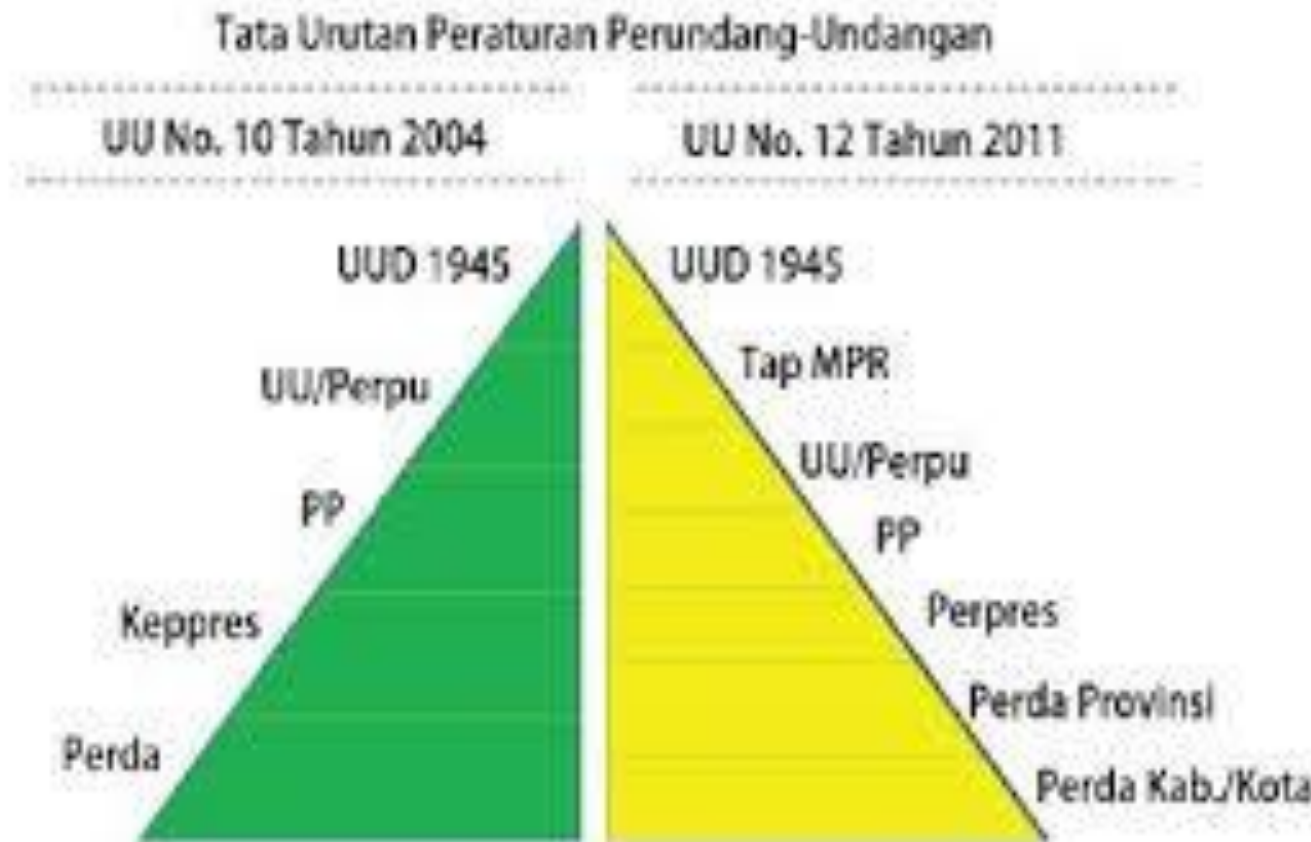 Tata Urutan Peraturan Perundang-Undangan
UU No. 10 Tahun 2004
UU No. 12 Tahun 2011
UUD 1945
UU/Perpu
PP
Keppres
Perda
UUD 1945
Tap MPR
UU/Perpu
PP
Perpres
Perda Provinsi
Perda Kab./Kota